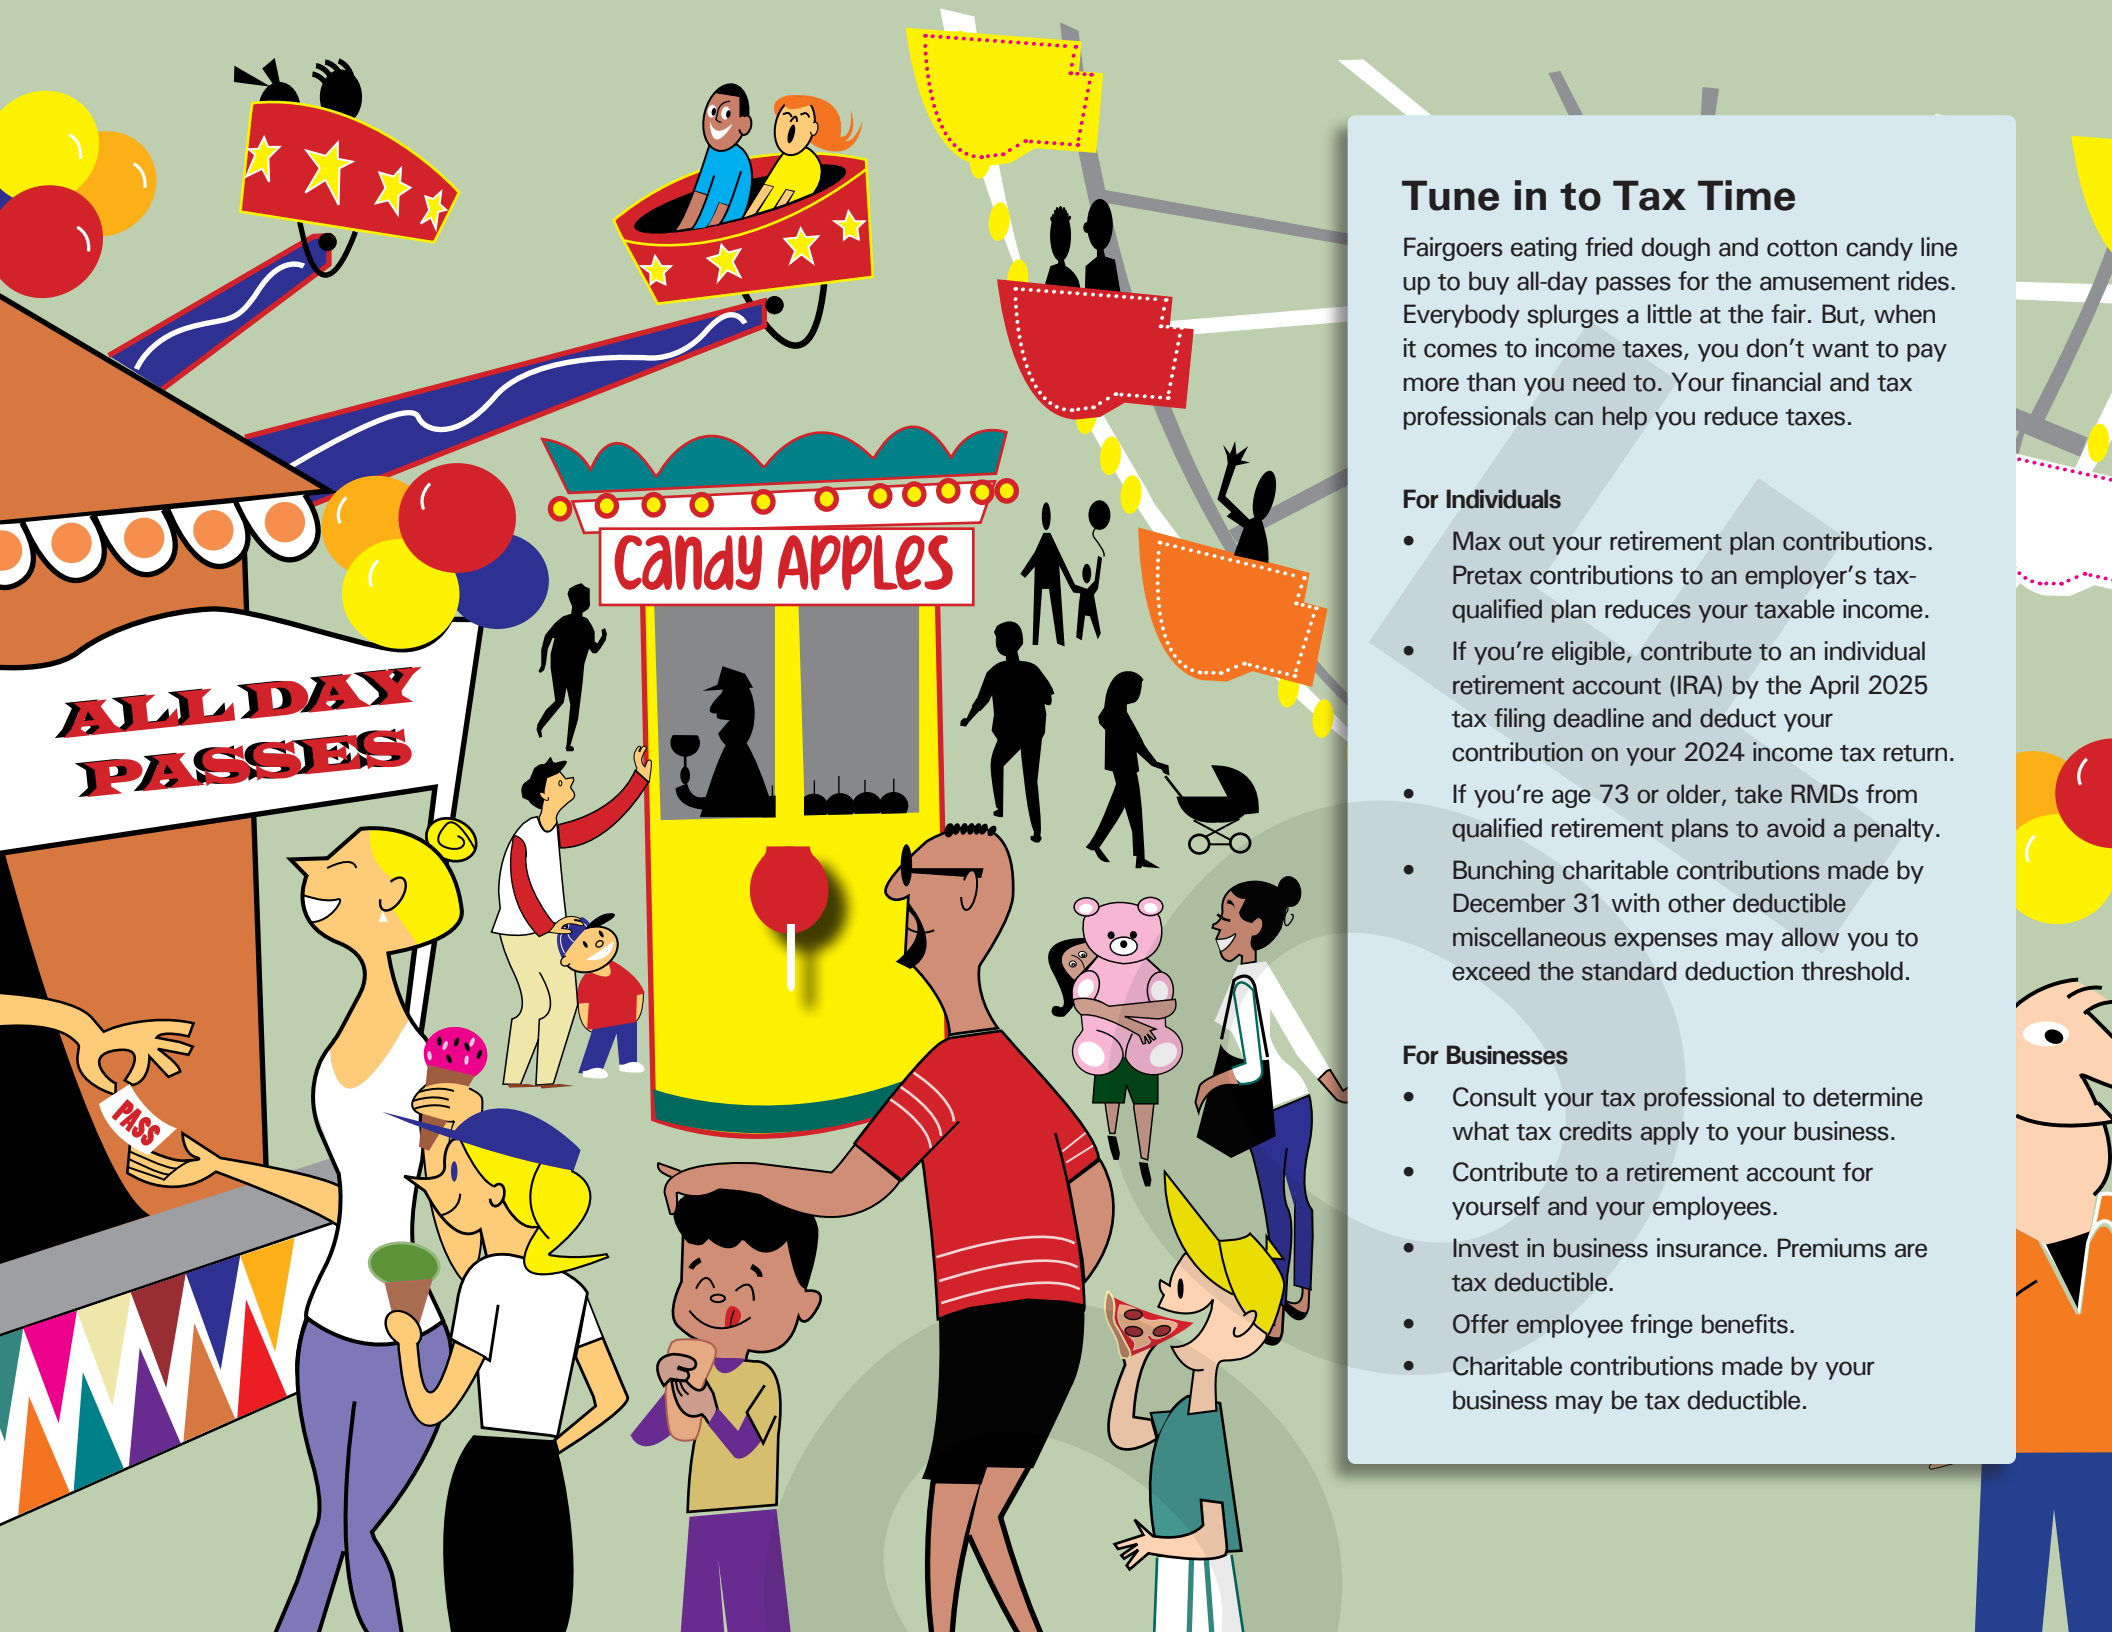 CANDY APPLES
ALL DAY
PASSES
PASS
Tune in to Tax Time
Fairgoers eating fried dough and cotton candy line
up to buy all-day passes for the amusement rides.
Everybody splurges a little at the fair. But, when
it comes to income taxes, you don’t want to pay
more than you need to. Your financial and tax
professionals can help you reduce taxes.
For Individuals
• Max out your retirement plan contributions.
Pretax contributions to an employer’s tax-
qualified plan reduces your taxable income.
• If you’re eligible, contribute to an individual
retirement account (IRA) by the April 2025
tax filing deadline and deduct your
contribution on your 2024 income tax return.
• If you’re age 73 or older, take RMDs from
qualified retirement plans to avoid a penalty.
• Bunching charitable contributions made by
December 31 with other deductible
miscellaneous expenses may allow you to
exceed the standard deduction threshold.
For Businesses
• Consult your tax professional to determine
what tax credits apply to your business.
• Contribute to a retirement account for
yourself and your employees.
• Invest in business insurance. Premiums are
tax deductible.
• Offer employee fringe benefits.
• Charitable contributions made by your
business may be tax deductible.